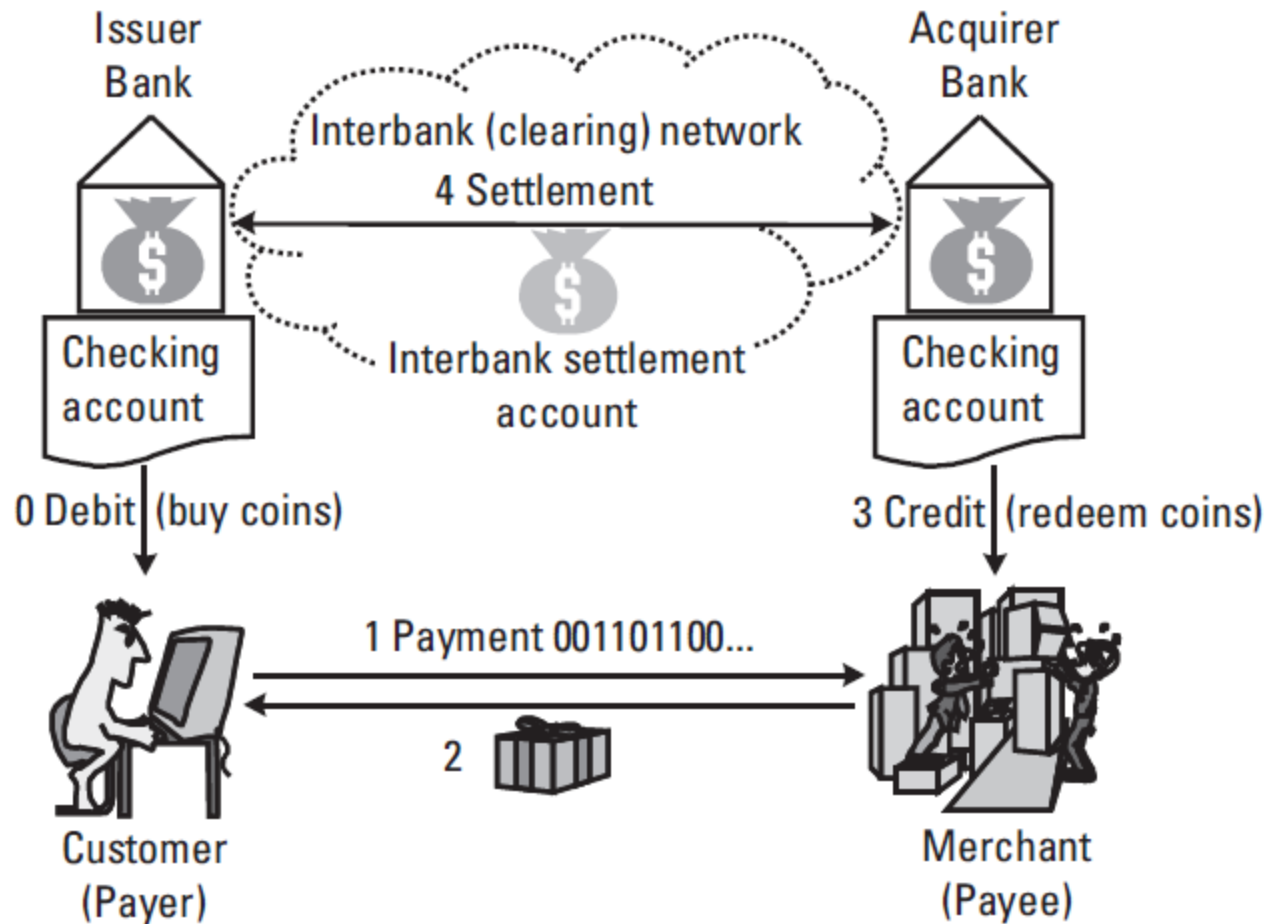 Issuer
Bank
Acquirer
Bank
Interbank (clearing) network
4 Settlement
$
$
$
Checking
account
Interbank settlement
account
Checking
account
0 Debit (buy coins)
3 Credit (redeem coins)
1 Payment 001101100...
2
Customer
(Payer)
Merchant
(Payee)